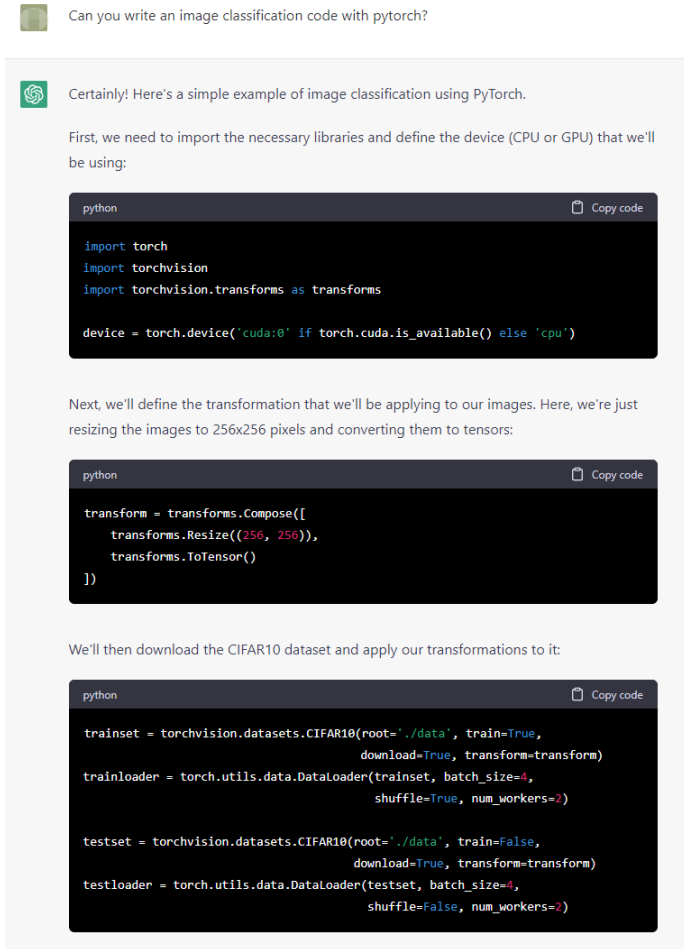 Can you write an image classification code with pytorch?
Certainly! Here's a simple example of image classification using PyTorch.
First, we need to import the necessary libraries and define the device (CPU or GPU) that we'll
be using:
python Copy code
import torch
import torchvision
import torchvision.transforms as transforms
device = torch.device('cuda:0' if torch.cuda.is_available() else 'cpu')
Next, we'll define the transformation that we'll be applying to our images. Here, we're just
resizing the images to 256x256 pixels and converting them to tensors:
python Copy code
transform = transforms.Compose([
    transforms.Resize((256, 256)),
    transforms.ToTensor()
])
We'll then download the CIFAR10 dataset and apply our transformations to it:
python Copy code
trainset = torchvision.datasets.CIFAR10(root='./data', train=True,
                                        download=True, transform=transform)
trainloader = torch.utils.data.DataLoader(trainset, batch_size=4,
                                          shuffle=True, num_workers=2)
testset = torchvision.datasets.CIFAR10(root='./data', train=False,
                                       download=True, transform=transform)
testloader = torch.utils.data.DataLoader(testset, batch_size=4,
                                         shuffle=False, num_workers=2)